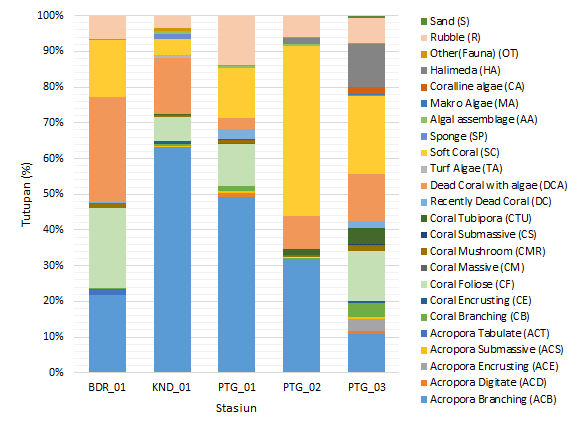 100%
90%
80%
70%
60%
50%
40%
30%
20%
10%
0%
Tutupan (%)
BDR_01 KND_01 PTG_01 PTG_02 PTG_03
Stasiun
Sand (S)
Rubble (R)
Other(Fauna) (OT)
Halimeda (HA)
Coralline algae (CA)
Makro Algae (MA)
Algal assemblage (AA)
Sponge (SP)
Soft Coral (SC)
Turf Algae (TA)
Dead Coral with algae (DCA)
Recently Dead Coral (DC)
Coral Tubipora (CTU)
Coral Submassive (CS)
Coral Mushroom (CMR)
Coral Massive (CM)
Coral Foliose (CF)
Coral Encrusting (CE)
Coral Branching (CB)
Acropora Tabulate (ACT)
Acropora Submassive (ACS)
Acropora Encrusting (ACE)
Acropora Digitate (ACD)
Acropora Branching (ACB)